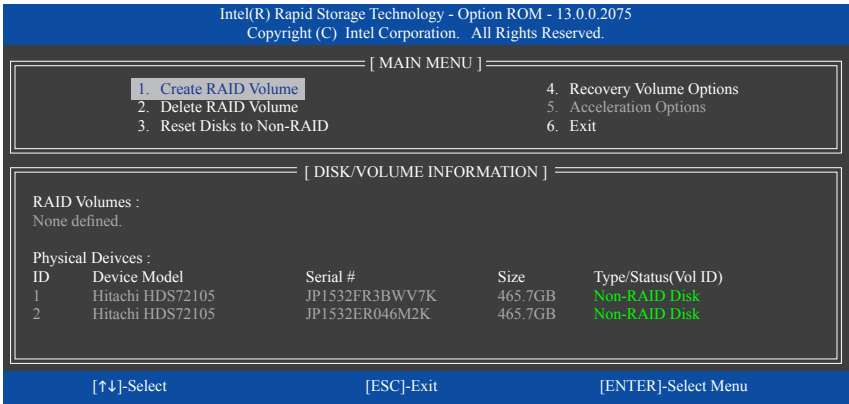 Intel(R) Rapid Storage Technology - Option ROM - 13.0.0.2075
Copyright (C) Intel Corporation. All Rights Reserved.
[ MAIN MENU ]
1. Create RAID Volume
2. Delete RAID Volume
3. Reset Disks to Non-RAID
4. Recovery Volume Options
5. Acceleration Options
6. Exit
[ DISK/VOLUME INFORMATION ]
RAID Volumes :
None defined.
Physical Deivces :
ID Device Model Serial # Size Type/Status(Vol ID)
1 Hitachi HDS72105 JP1532FR3BWV7K 465.7GB Non-RAID Disk
2 Hitachi HDS72105 JP1532ER046M2K 465.7GB Non-RAID Disk
[↑↓]-Select [ESC]-Exit [ENTER]-Select Menu